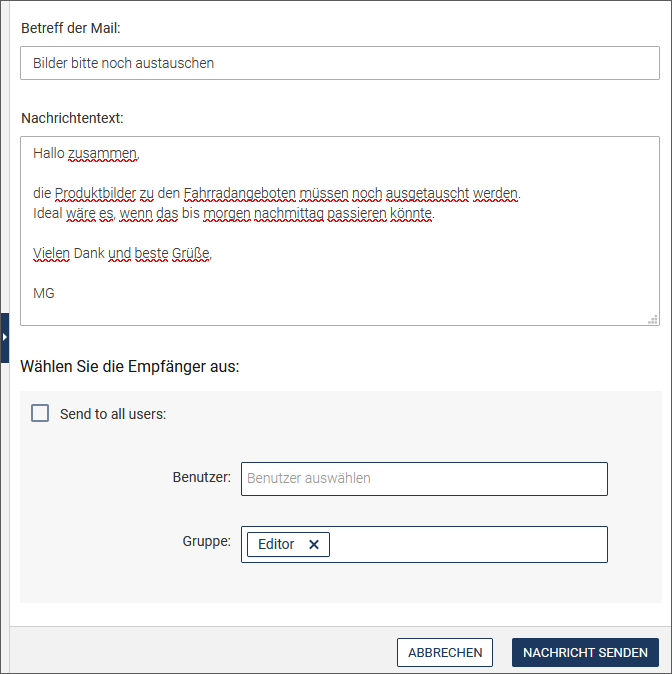 Betreff der Mail:
Bilder bitte noch austauschen
Nachrichtentext:
Hallo zusammen,
die Produktbilder zu den Fahrradangeboten müssen noch ausgetauscht werden.
Ideal wäre es, wenn das bis morgen nachmittag passieren könnte.
Vielen Dank und beste Grüße,
MG
Wählen Sie die Empfänger aus:
Send to all users:
Benutzer: Benutzer auswählen
Gruppe: Editor ✕
ABBRECHEN NACHRICHT SENDEN